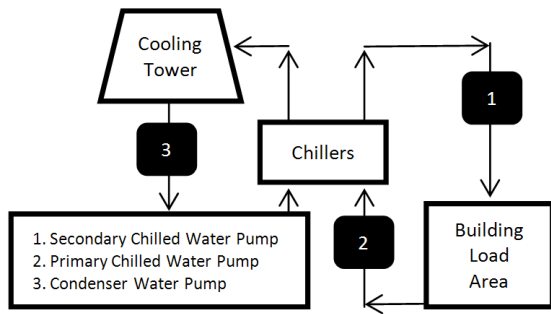 Cooling
Tower
1
3
Chillers
1. Secondary Chilled Water Pump
2. Primary Chilled Water Pump
3. Condenser Water Pump
2
Building
Load
Area